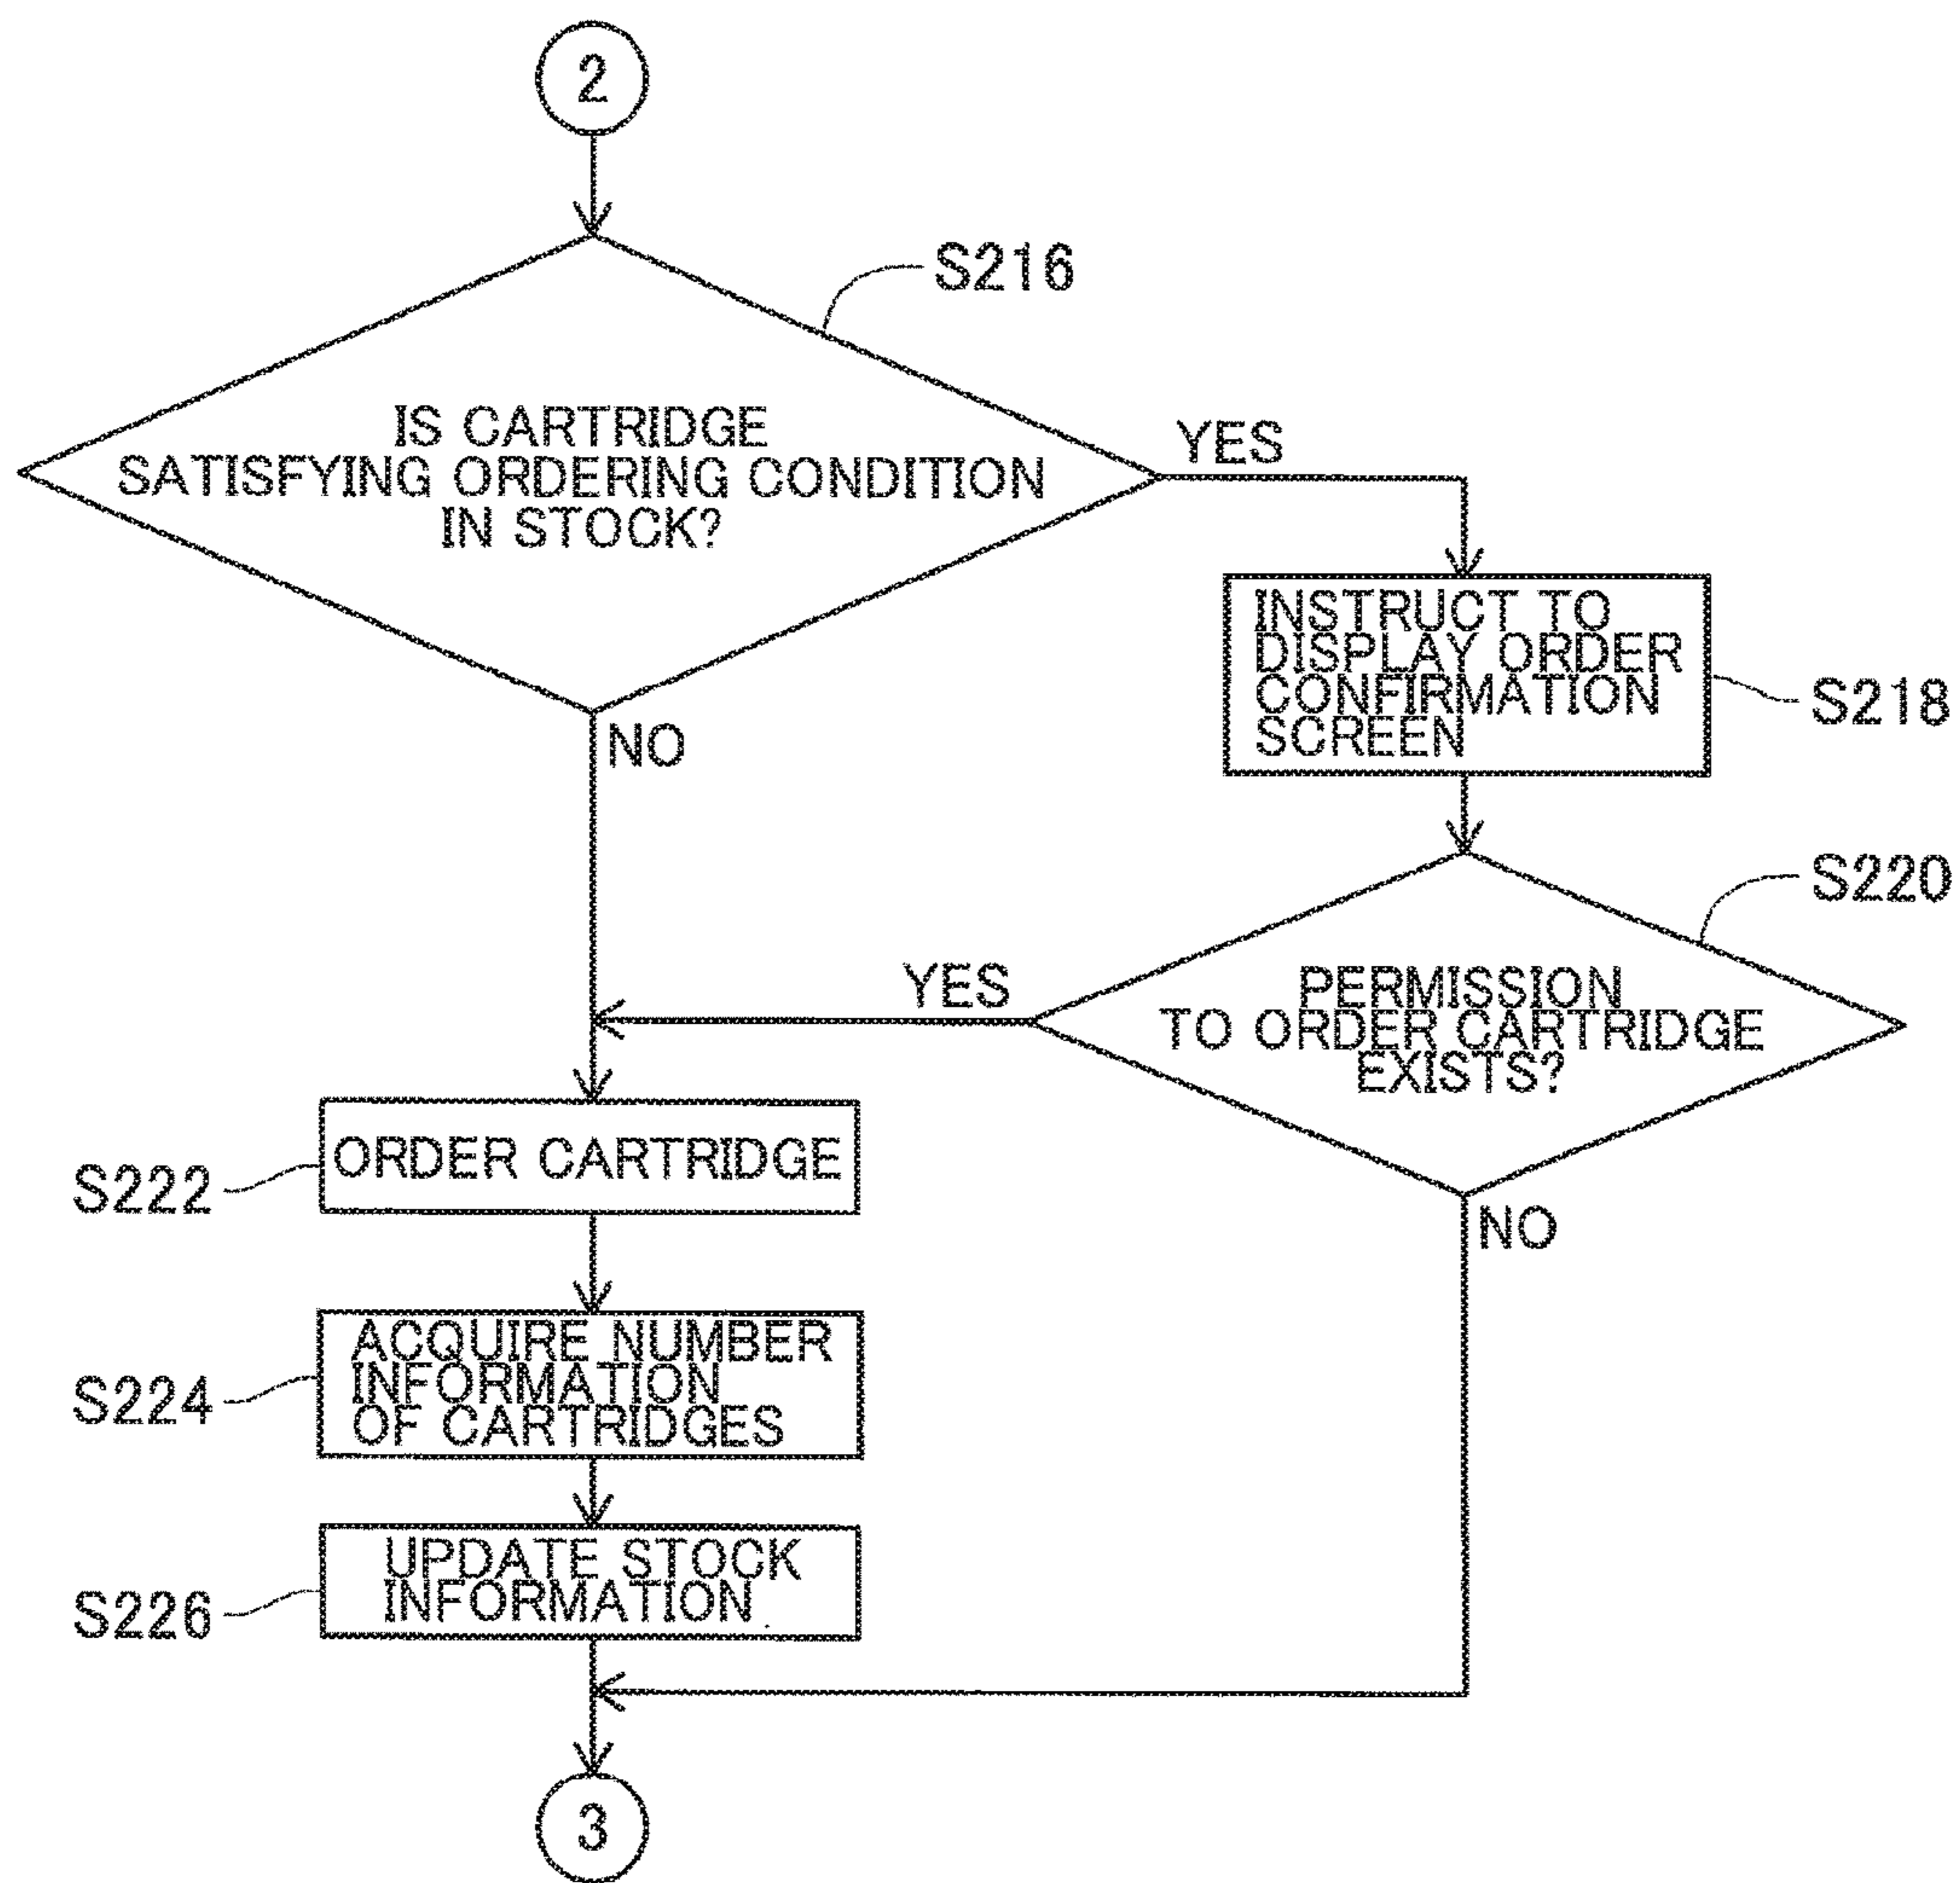 2
S216
IS CARTRIDGE
SATISFYING ORDERING CONDITION
IN STOCK?
YES
NO
INSTRUCT TO
DISPLAY ORDER
CONFIRMATION
SCREEN
S218
S220
PERMISSION
TO ORDER CARTRIDGE
EXISTS?
YES
NO
ORDER CARTRIDGE
S222
ACQUIRE NUMBER
INFORMATION
OF CARTRIDGES
S224
UPDATE STOCK
INFORMATION
S226
3